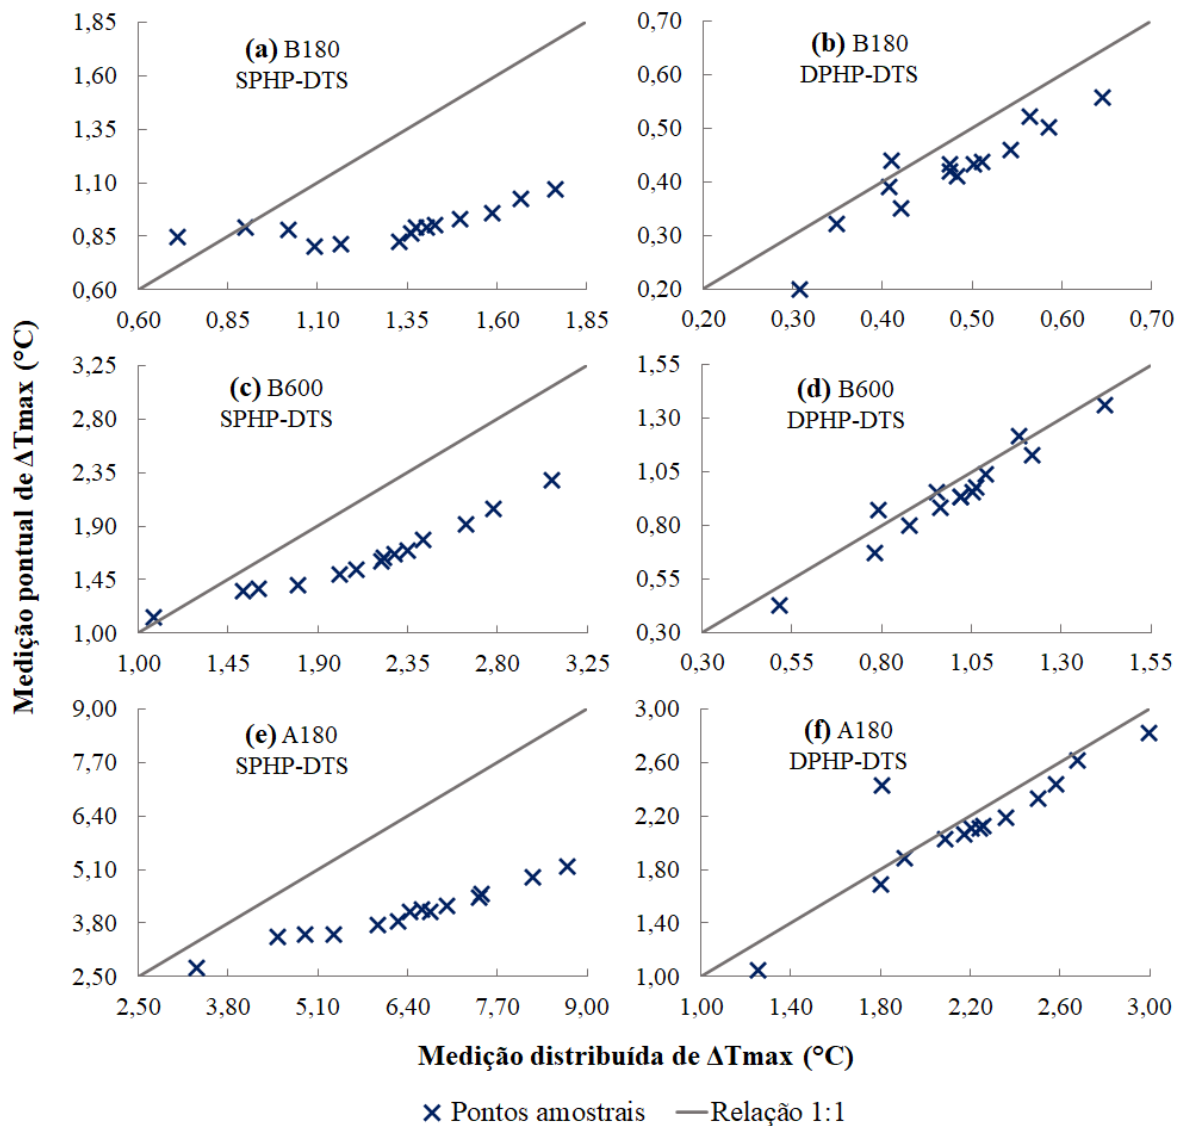 (a) B180
SPHP-DTS
1,85
1,60
1,35
1,10
0,85
0,60
0,60 0,85 1,10 1,35 1,60 1,85
(b) B180
DPHP-DTS
0,70
0,60
0,50
0,40
0,30
0,20
0,20 0,30 0,40 0,50 0,60 0,70
(c) B600
SPHP-DTS
3,25
2,80
2,35
1,90
1,45
1,00
1,00 1,45 1,90 2,35 2,80 3,25
(d) B600
DPHP-DTS
1,55
1,30
1,05
0,80
0,55
0,30
0,30 0,55 0,80 1,05 1,30 1,55
(e) A180
SPHP-DTS
9,00
7,70
6,40
5,10
3,80
2,50
2,50 3,80 5,10 6,40 7,70 9,00
(f) A180
DPHP-DTS
3,00
2,60
2,20
1,80
1,40
1,00
1,00 1,40 1,80 2,20 2,60 3,00
Medição pontual de ΔTmax (°C)
Medição distribuída de ΔTmax (°C)
Pontos amostrais Relação 1:1